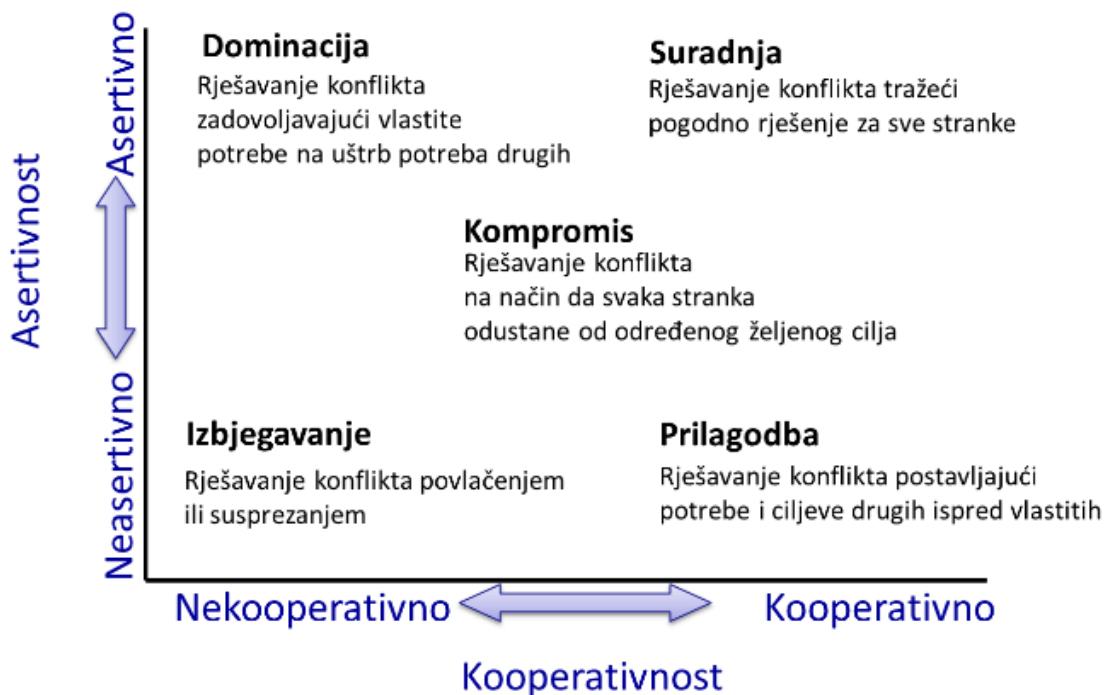 Asertivnost
Asertivno
Neasertivno
Dominacija
Rješavanje konflikta
zadovoljavajući vlastite
potrebe na uštrb potreba drugih
Suradnja
Rješavanje konflikta tražeći
pogodno rješenje za sve stranke
Kompromis
Rješavanje konflikta
na način da svaka stranka
odustane od određenog željenog cilja
Izbjegavanje
Rješavanje konflikta povlačenjem
ili susprezanjem
Prilagodba
Rješavanje konflikta postavljajući
potrebe i ciljeve drugih ispred vlastitih
Nekooperativno
Kooperativno
Kooperativnost